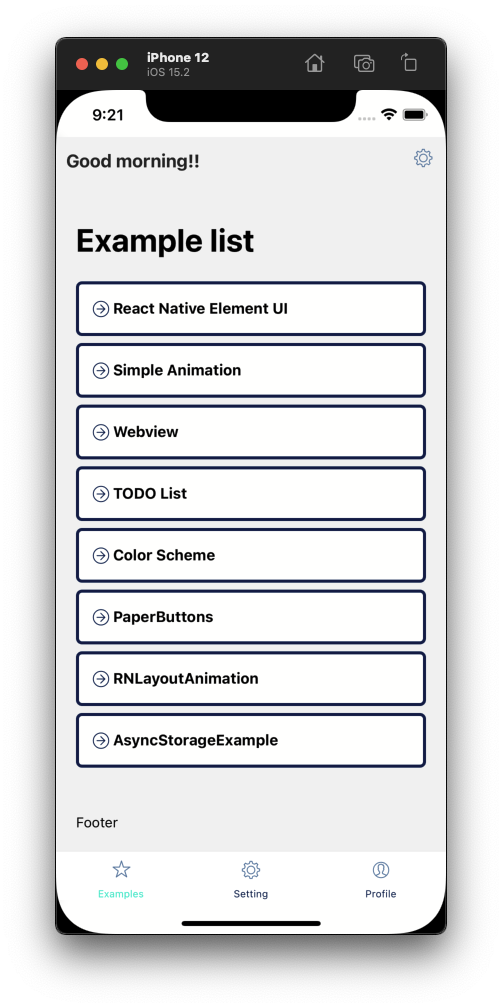 iPhone 12
iOS 15.2
9:21
Good morning!!
Example list
React Native Element UI
Simple Animation
Webview
TODO List
Color Scheme
PaperButtons
RNLayoutAnimation
AsyncStorageExample
Footer
Examples
Setting
Profile